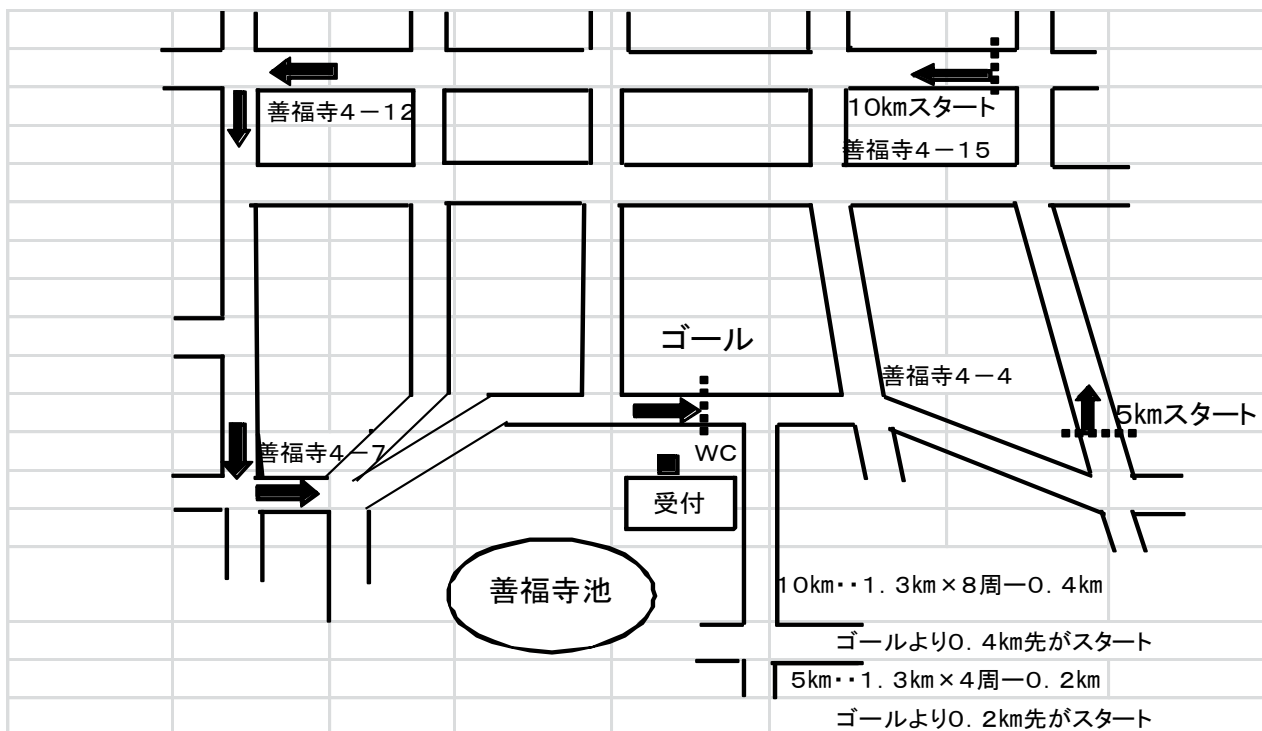 善福寺4-12
10kmスタート
善福寺4-15
ゴール
善福寺4-4
5kmスタート
善福寺4-7
WC
受付
善福寺池
10km・・1.3km×8周-0.4km
ゴールより0.4km先がスタート
5km・・1.3km×4周-0.2km
ゴールより0.2km先がスタート